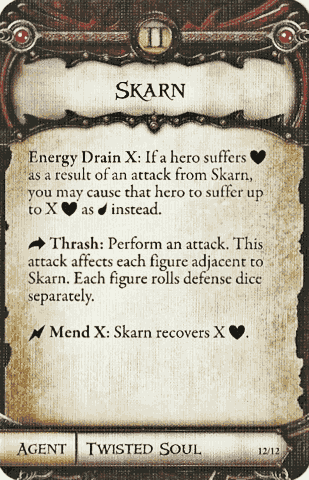 II
SKARN
Energy Drain X: If a hero suffers ♥
as a result of an attack from Skarn,
you may cause that hero to suffer up
to X ♥ as 💧 instead.
➡ Thrash: Perform an attack. This
attack affects each figure adjacent to
Skarn. Each figure rolls defense dice
separately.
⚡ Mend X: Skarn recovers X ♥.
AGENT | TWISTED SOUL 12/12